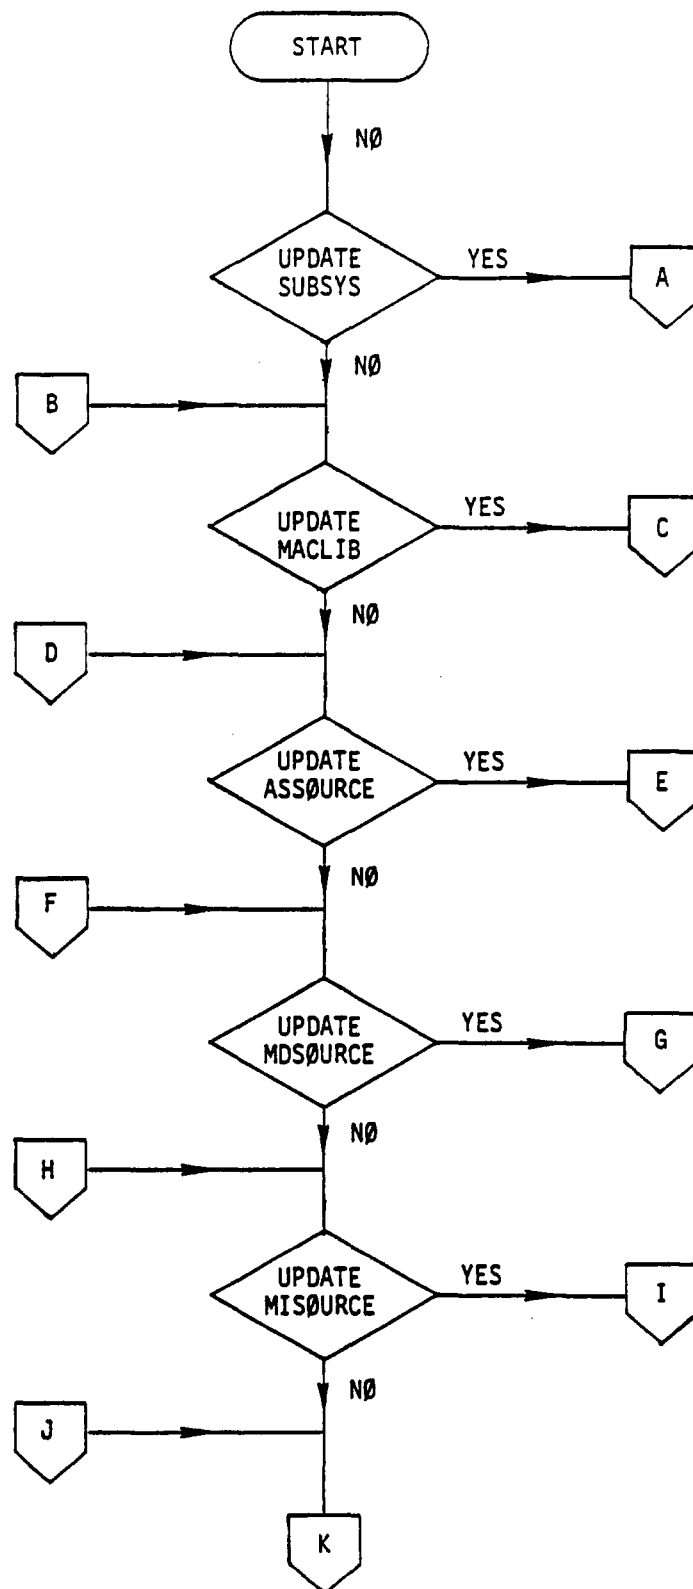 START
NØ
UPDATE
SUBSYS
YES
A
NØ
B
UPDATE
MACLIB
YES
C
NØ
D
UPDATE
ASSØURCE
YES
E
NØ
F
UPDATE
MDSØURCE
YES
G
NØ
H
UPDATE
MISØURCE
YES
I
NØ
J
K